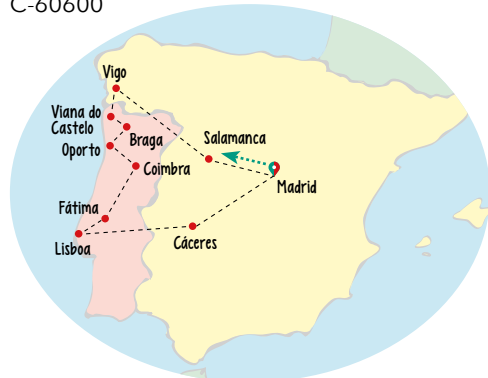 C-60600
Vigo
Viana do
Castelo
Braga
Oporto
Salamanca
Coimbra
Madrid
Fátima
Lisboa
Cáceres